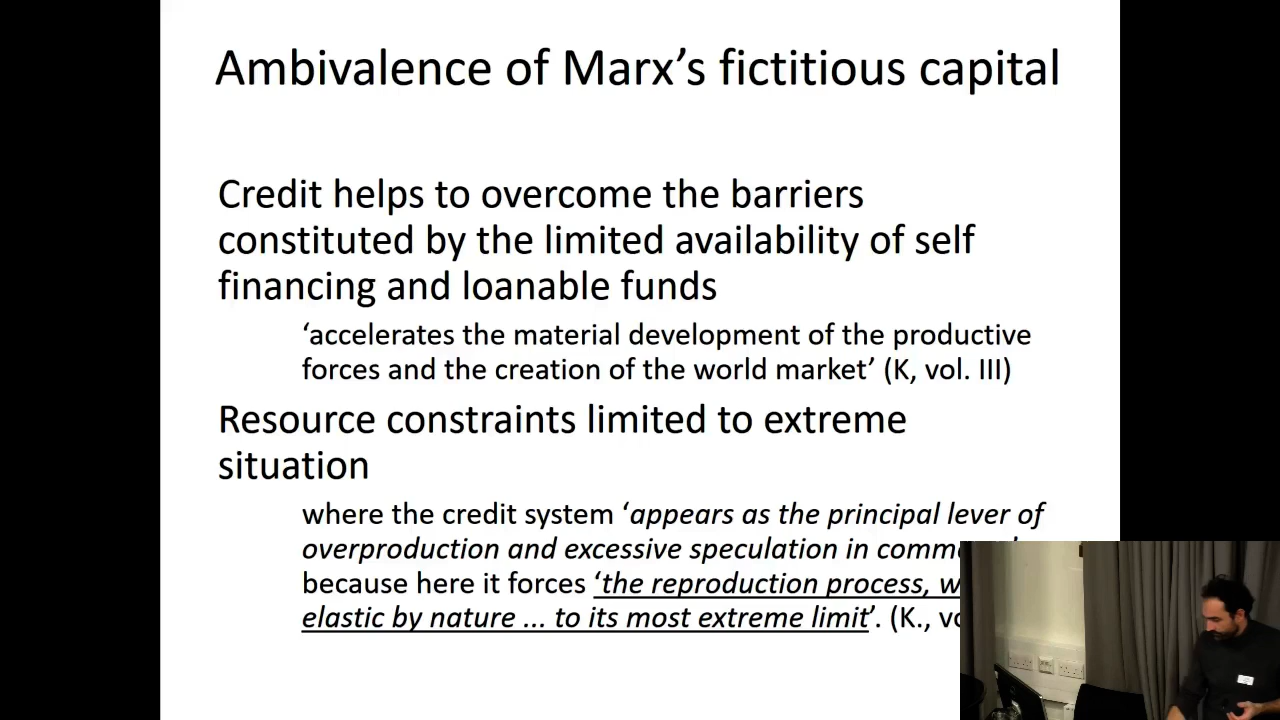 Ambivalence of Marx’s fictitious capital
Credit helps to overcome the barriers
constituted by the limited availability of self
financing and loanable funds
‘accelerates the material development of the productive
forces and the creation of the world market’ (K, vol. III)
Resource constraints limited to extreme
situation
where the credit system ‘appears as the principal lever of
overproduction and excessive speculation in
because here it forces ‘the reproduction process,
elastic by nature ... to its most extreme limit’. (K.,